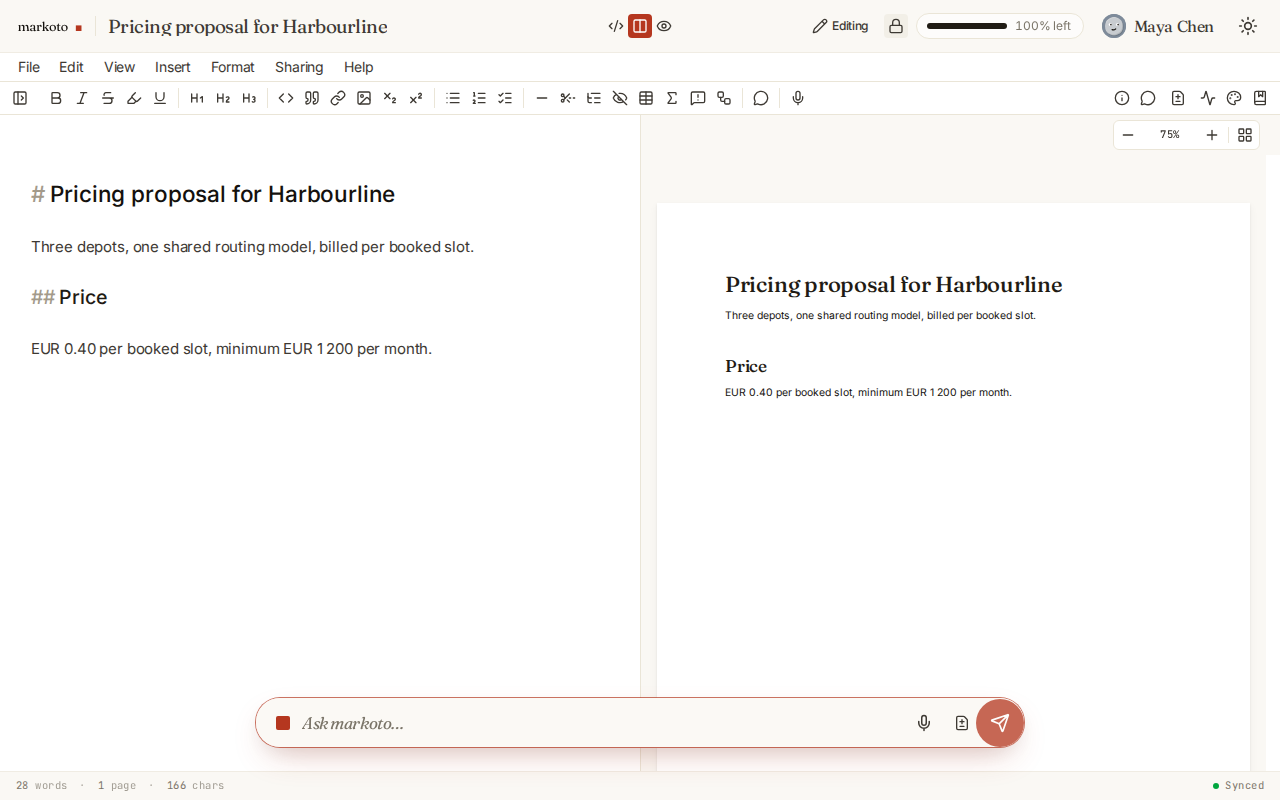 markoto
Pricing proposal for Harbourline
Editing
100% left
Maya Chen
File Edit View Insert Format Sharing Help
H1 H2 H3
75%
# Pricing proposal for Harbourline
Three depots, one shared routing model, billed per booked slot.
## Price
EUR 0.40 per booked slot, minimum EUR 1 200 per month.
Pricing proposal for Harbourline
Three depots, one shared routing model, billed per booked slot.
Price
EUR 0.40 per booked slot, minimum EUR 1 200 per month.
Ask markoto...
28 words · 1 page · 166 chars
Synced